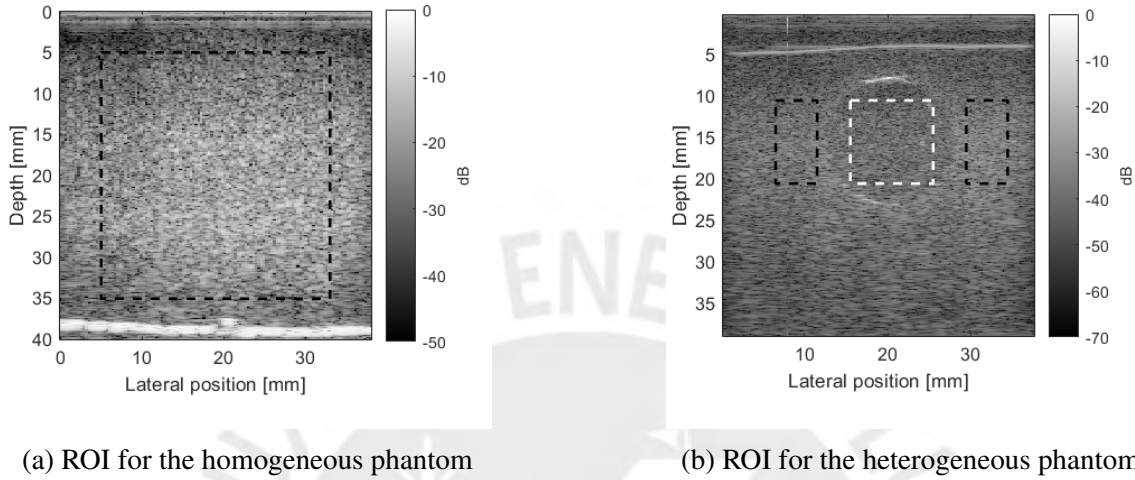 0
5
10
15
20
25
30
35
40
Depth [mm]
0 10 20 30
Lateral position [mm]
0
-10
-20
-30
-40
-50
dB
5
10
15
20
25
30
35
Depth [mm]
10 20 30
Lateral position [mm]
0
-10
-20
-30
-40
-50
-60
-70
dB
ENE
(a) ROI for the homogeneous phantom
(b) ROI for the heterogeneous phantom